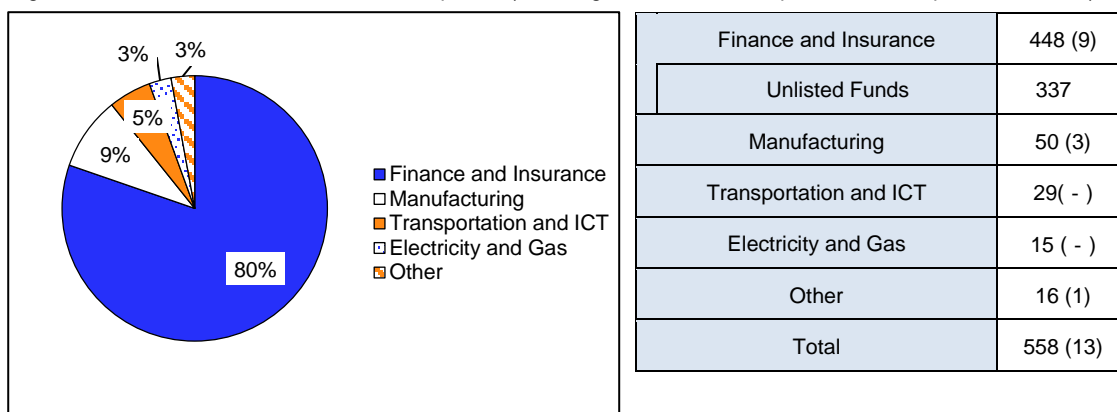 3%
3%
5%
9%
80%
Finance and Insurance
Manufacturing
Transportation and ICT
Electricity and Gas
Other
Finance and Insurance 448 (9)
Unlisted Funds 337
Manufacturing 50 (3)
Transportation and ICT 29( - )
Electricity and Gas 15 ( - )
Other 16 (1)
Total 558 (13)